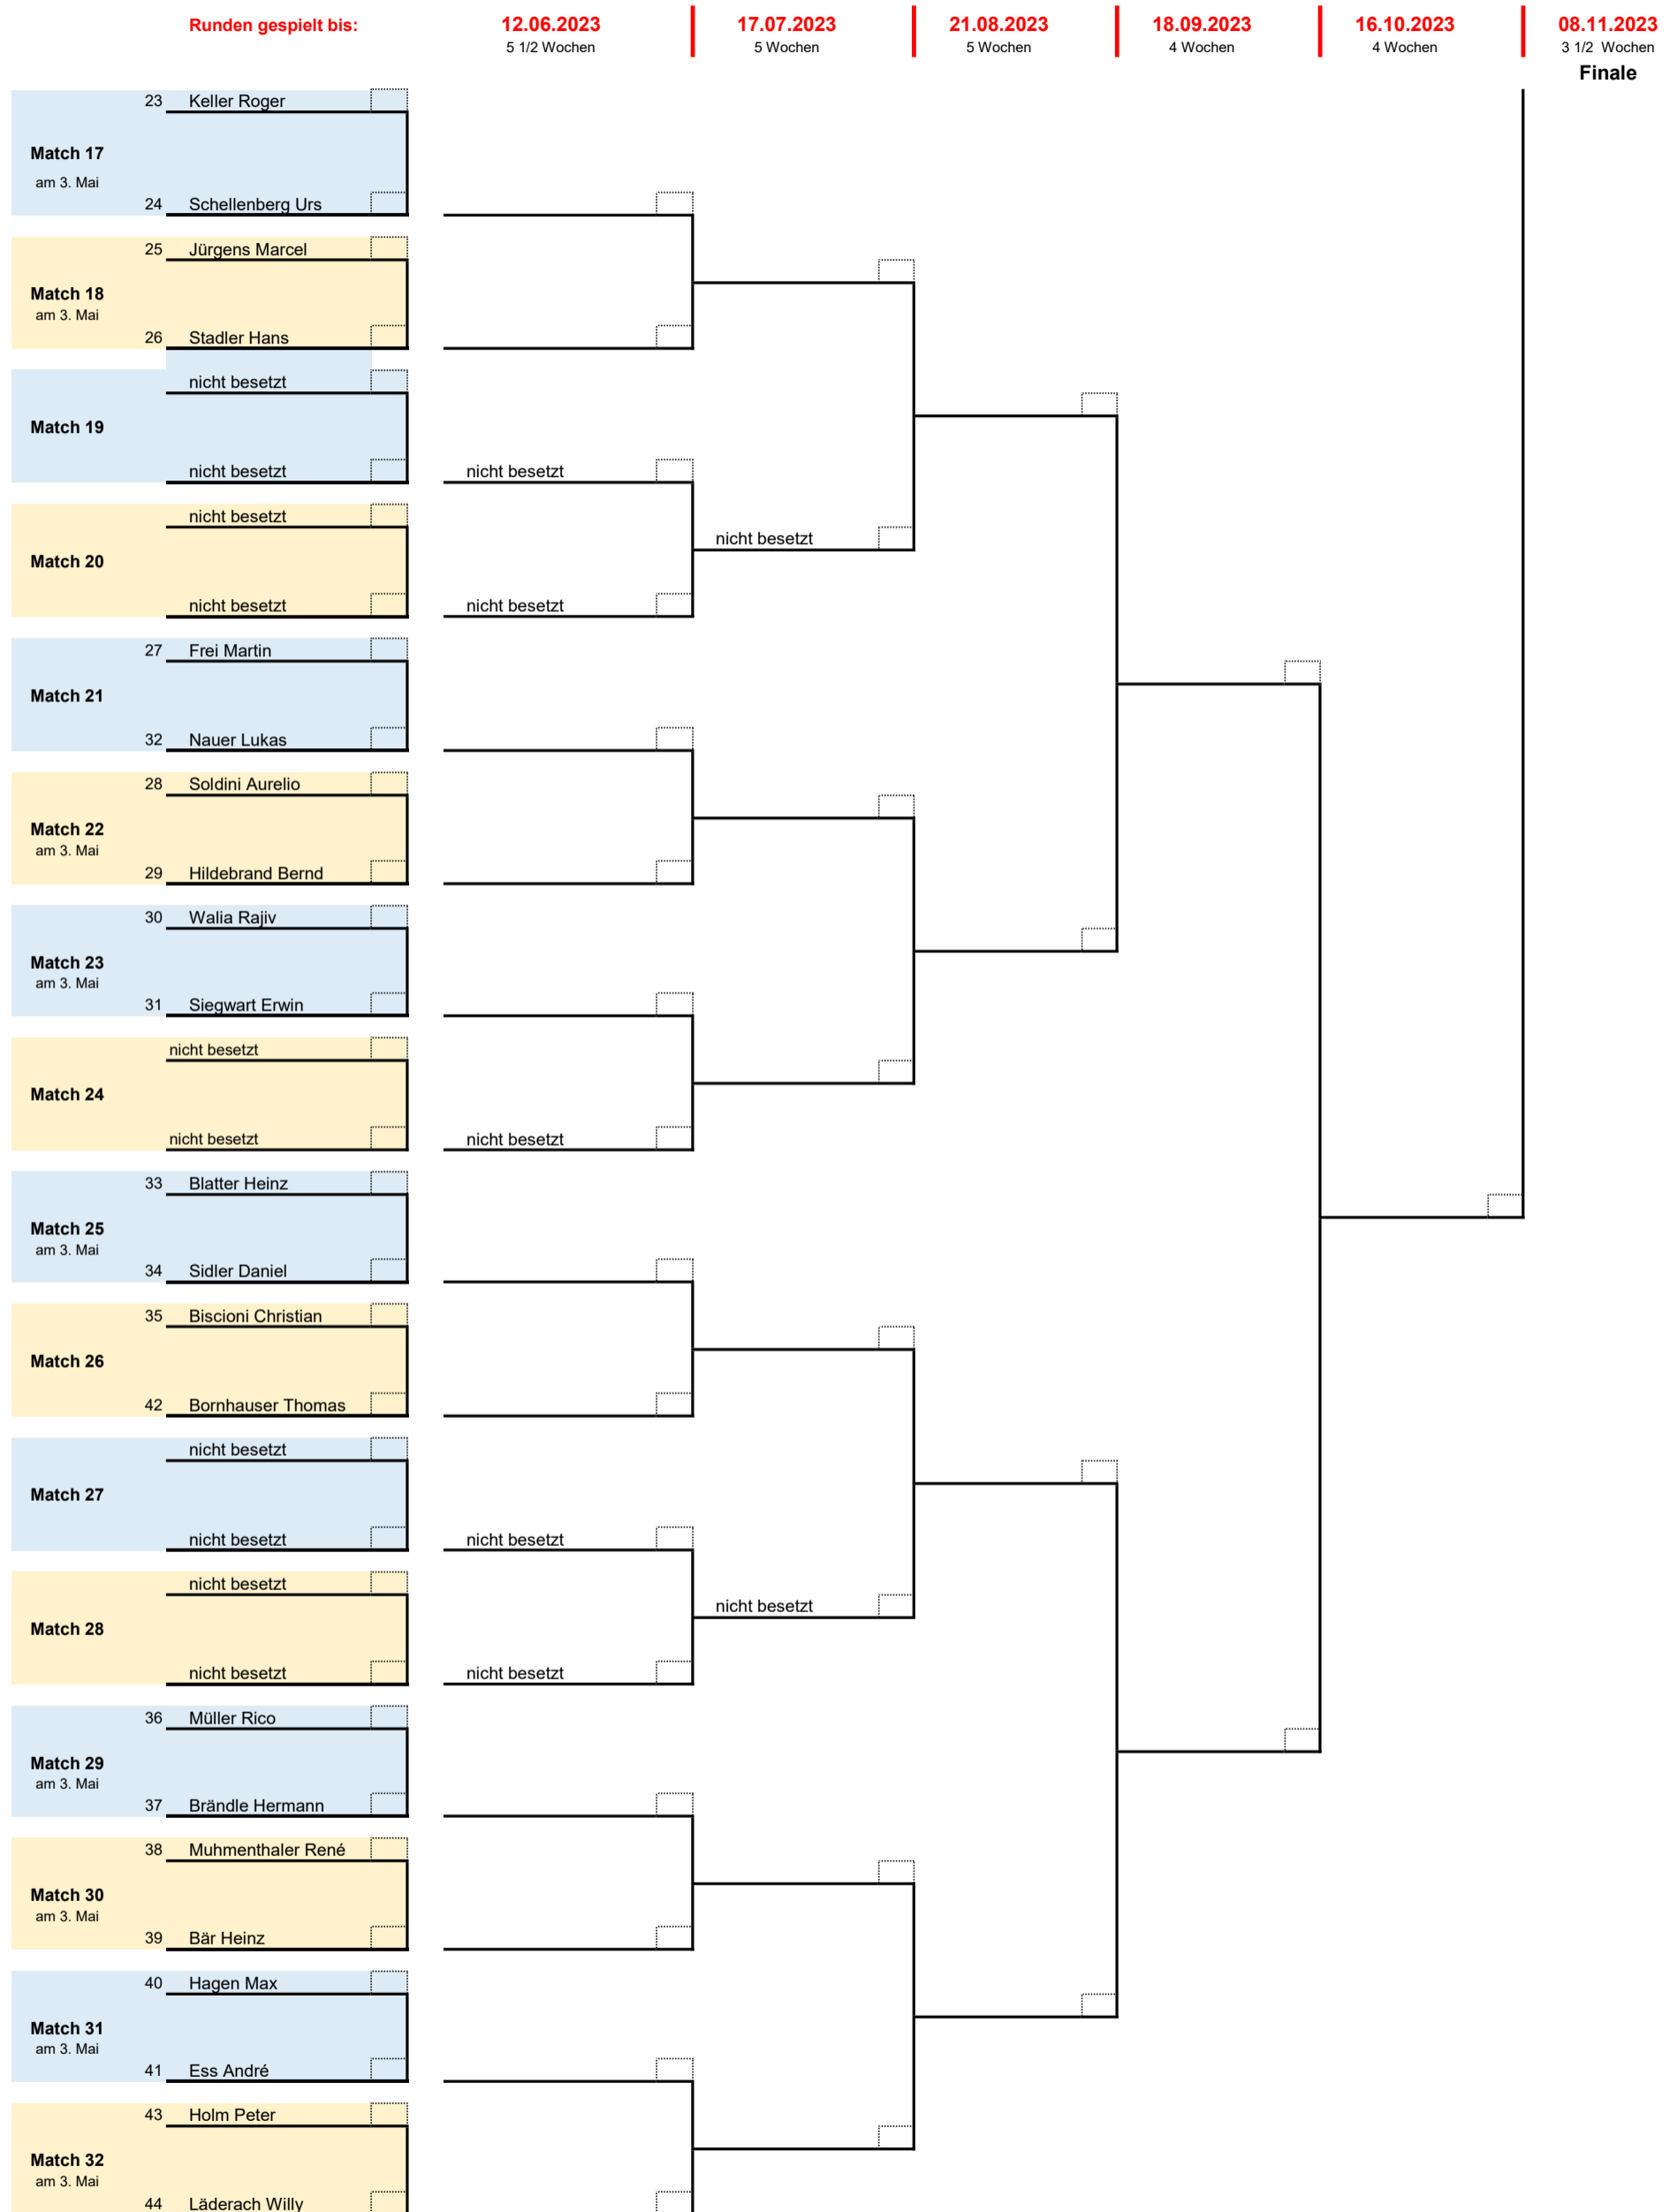 Runden gespielt bis: 12.06.2023 17.07.2023 21.08.2023 18.09.2023 16.10.2023 08.11.2023
5 1/2 Wochen 5 Wochen 5 Wochen 4 Wochen 4 Wochen 3 1/2 Wochen
Finale
23 Keller Roger
Match 17
am 3. Mai
24 Schellenberg Urs
25 Jürgens Marcel
Match 18
am 3. Mai
26 Stadler Hans
nicht besetzt
Match 19
nicht besetzt nicht besetzt
nicht besetzt
nicht besetzt
Match 20
nicht besetzt nicht besetzt
27 Frei Martin
Match 21
32 Nauer Lukas
28 Soldini Aurelio
Match 22
am 3. Mai
29 Hildebrand Bernd
30 Walia Rajiv
Match 23
am 3. Mai
31 Siegwart Erwin
nicht besetzt
Match 24
nicht besetzt nicht besetzt
33 Blatter Heinz
Match 25
am 3. Mai
34 Sidler Daniel
35 Biscioni Christian
Match 26
42 Bornhauser Thomas
nicht besetzt
Match 27
nicht besetzt nicht besetzt
nicht besetzt
nicht besetzt
Match 28
nicht besetzt nicht besetzt
36 Müller Rico
Match 29
am 3. Mai
37 Brändle Hermann
38 Muhmenthaler René
Match 30
am 3. Mai
39 Bär Heinz
40 Hagen Max
Match 31
am 3. Mai
41 Ess André
43 Holm Peter
Match 32
am 3. Mai
44 Läderach Willy